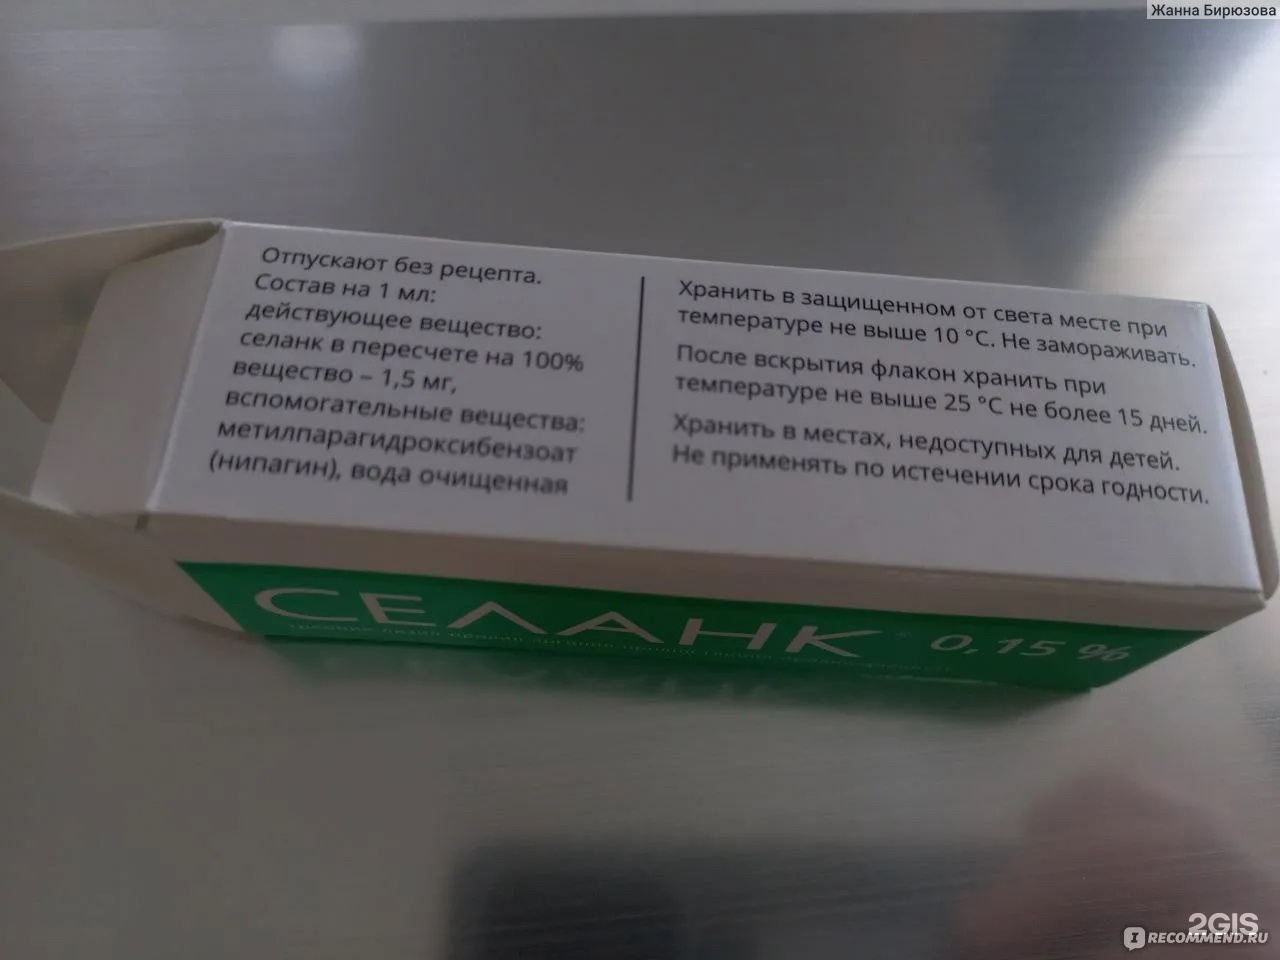 Жанна Бирюзова
Отпускают без рецепта.
Состав на 1 мл:
действующее вещество:
селанк в пересчете на 100%
вещество – 1,5 мг,
вспомогательные вещества:
метилпарагидроксибензоат
(нипагин), вода очищенная
Хранить в защищенном от света месте при
температуре не выше 10 °C. Не замораживать.
После вскрытия флакон хранить при
температуре не выше 25 °C не более 15 дней.
Хранить в местах, недоступных для детей.
Не применять по истечении срока годности.
СЕЛАНК 0,15 %
2GIS
IRECOMMEND.RU